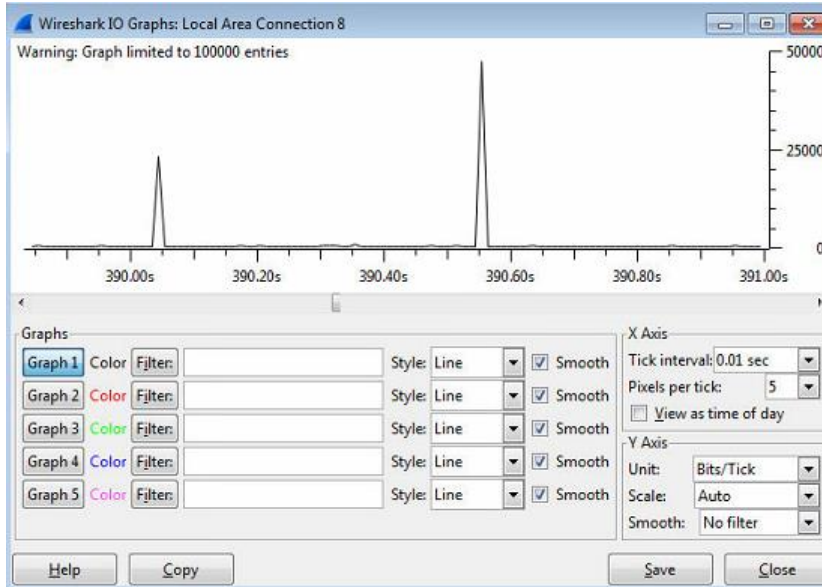 Wireshark IO Graphs: Local Area Connection 8
Warning: Graph limited to 100000 entries
50000
25000
0
390.00s 390.20s 390.40s 390.60s 390.80s 391.00s
Graphs
Graph 1 Color Filter: Style: Line Smooth
Graph 2 Color Filter: Style: Line Smooth
Graph 3 Color Filter: Style: Line Smooth
Graph 4 Color Filter: Style: Line Smooth
Graph 5 Color Filter: Style: Line Smooth
X Axis
Tick interval: 0.01 sec
Pixels per tick: 5
View as time of day
Y Axis
Unit: Bits/Tick
Scale: Auto
Smooth: No filter
Help Copy Save Close